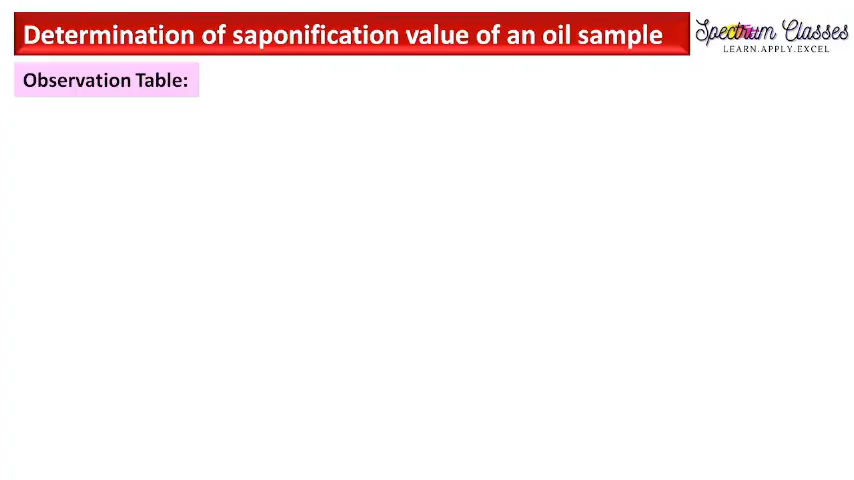 Determination of saponification value of an oil sample
Spectrum Classes
LEARN.APPLY.EXCEL
Observation Table: